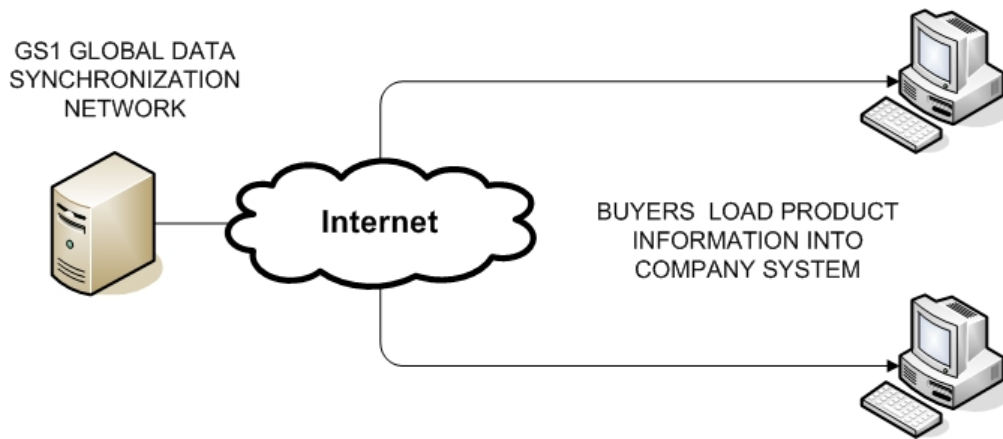 GS1 GLOBAL DATA
SYNCHRONIZATION
NETWORK
Internet
BUYERS LOAD PRODUCT
INFORMATION INTO
COMPANY SYSTEM